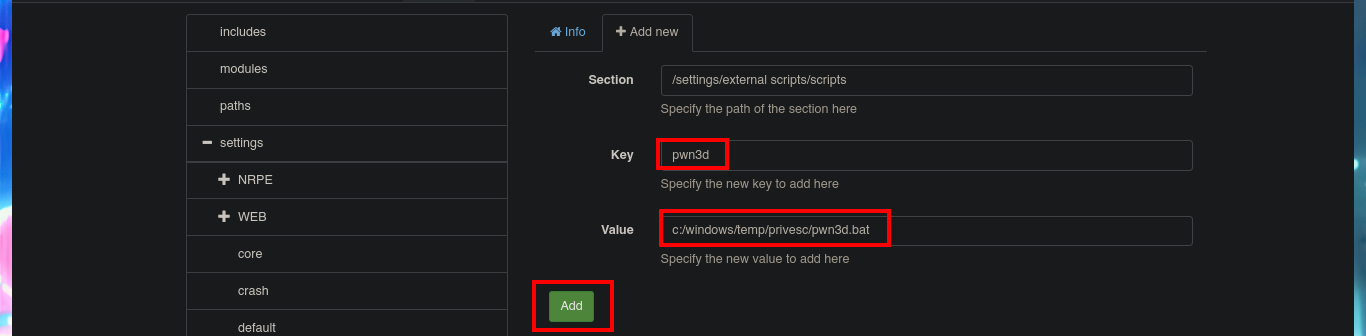 includes
modules
paths
settings
NRPE
WEB
core
crash
default
Info
Add new
Section
/settings/external scripts/scripts
Specify the path of the section here
Key
pwn3d
Specify the new key to add here
Value
c:/windows/temp/privesc/pwn3d.bat
Specify the new value to add here
Add